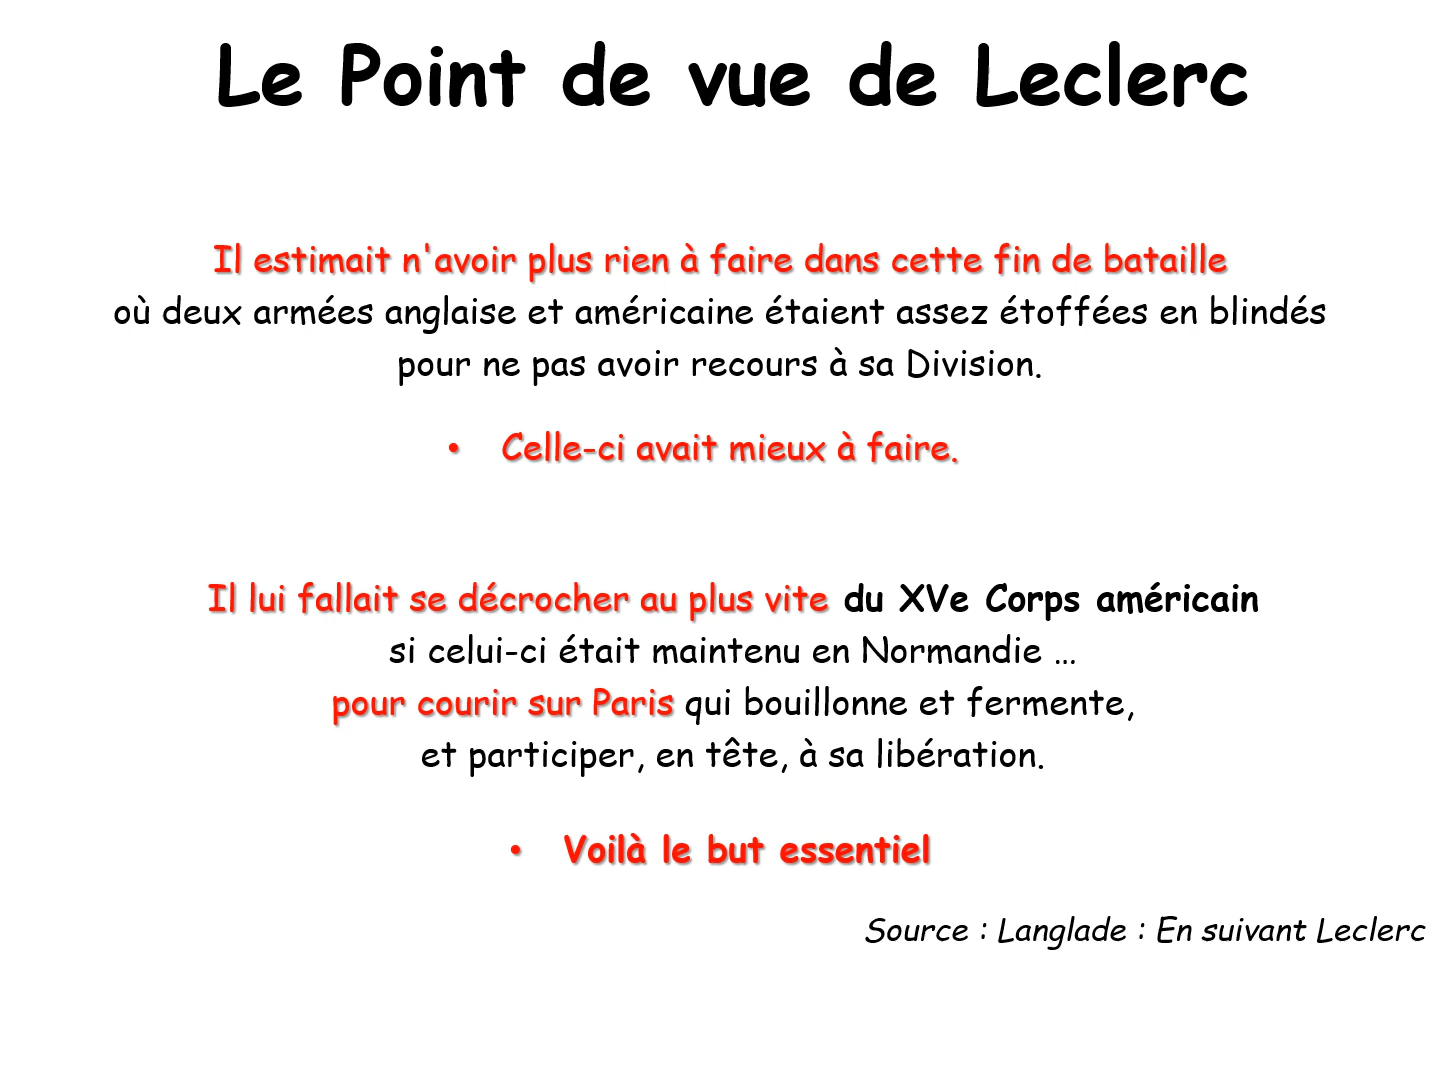 Le Point de vue de Leclerc
Il estimait n'avoir plus rien à faire dans cette fin de bataille
où deux armées anglaise et américaine étaient assez étoffées en blindés
pour ne pas avoir recours à sa Division.
• Celle-ci avait mieux à faire.
Il lui fallait se décrocher au plus vite du XVe Corps américain
si celui-ci était maintenu en Normandie …
pour courir sur Paris qui bouillonne et fermente,
et participer, en tête, à sa libération.
• Voilà le but essentiel
Source : Langlade : En suivant Leclerc